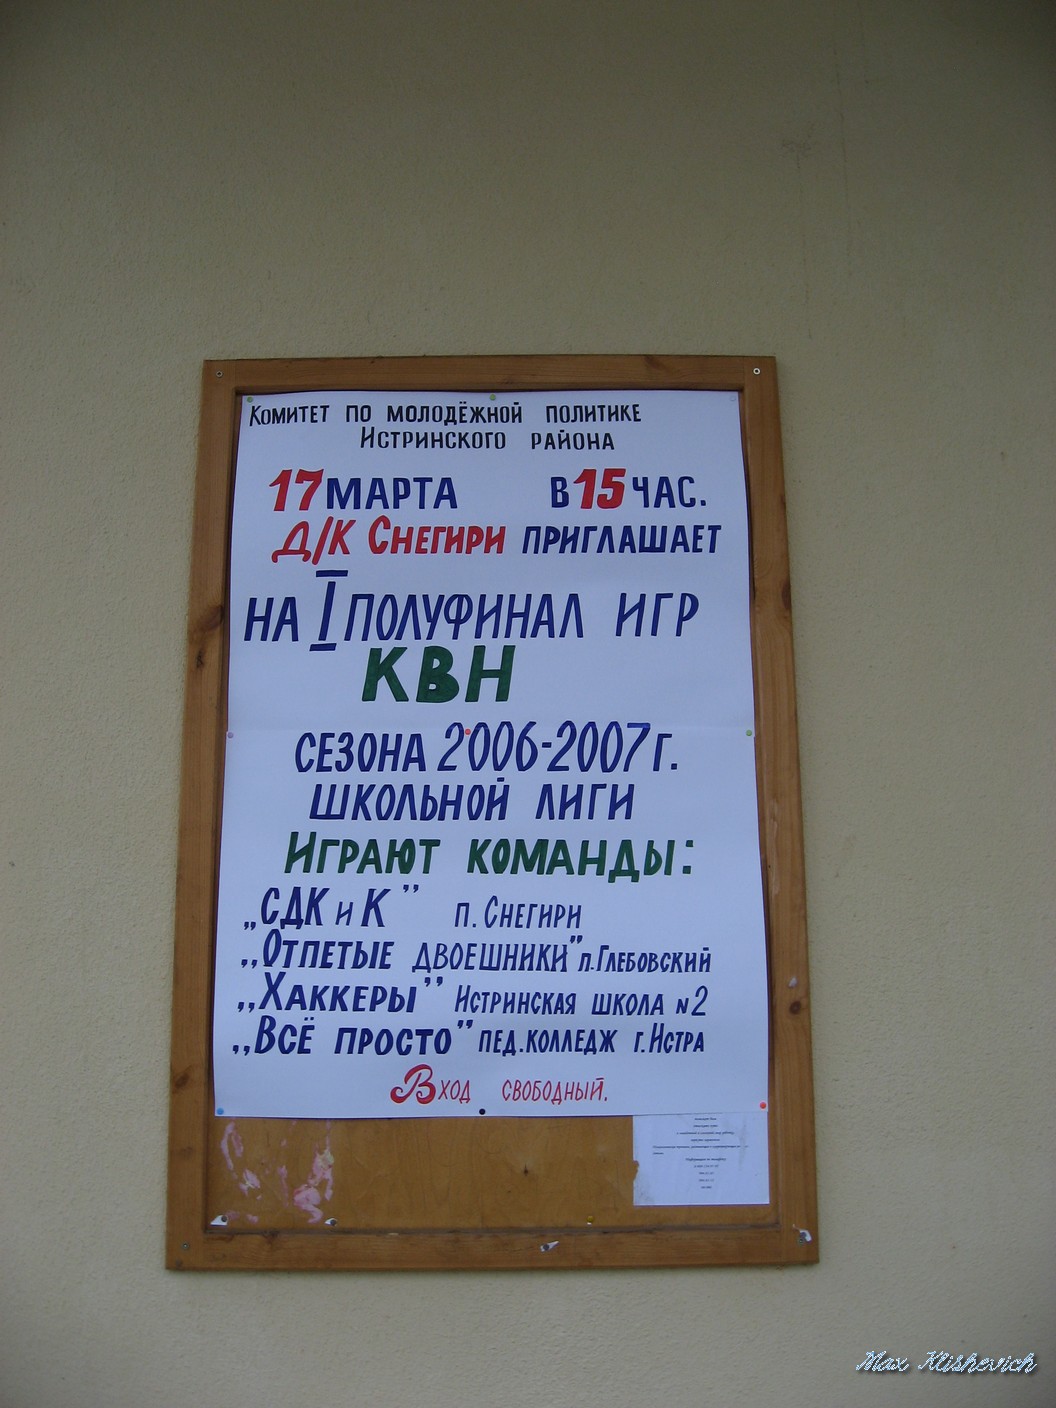 Комитет по молодёжной политике
Истринского района
17 марта в 15 час.
Д/К Снегири приглашает
на I полуфинал игр
КВН
сезона 2006-2007 г.
школьной лиги
Играют команды:
„СДК и К” п. Снегири
„Отпетые двоешники” п. Глебовский
„Хаккеры” Истринская школа №2
„Всё просто” пед. колледж г. Истра
Вход свободный.
Max Klishevich